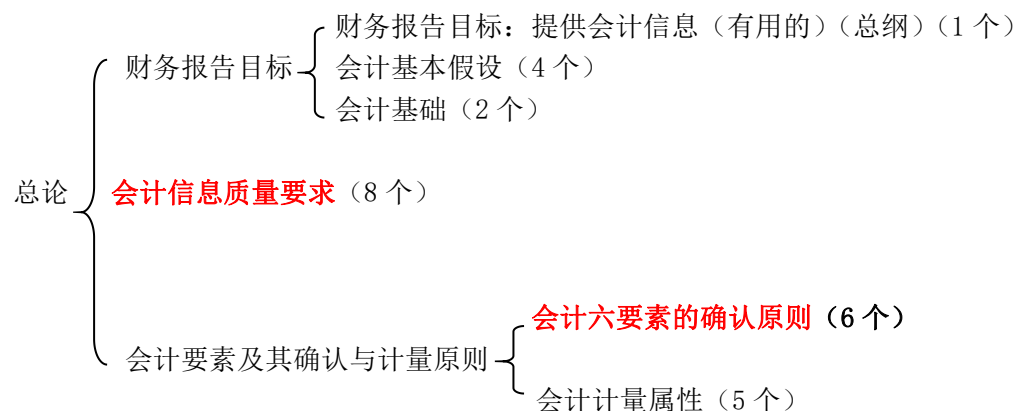 财务报告目标：提供会计信息（有用的）（总纲）（1 个）
财务报告目标
会计基本假设（4 个）
会计基础（2 个）
总论
会计信息质量要求（8 个）
会计六要素的确认原则（6 个）
会计要素及其确认与计量原则
会计计量属性（5 个）